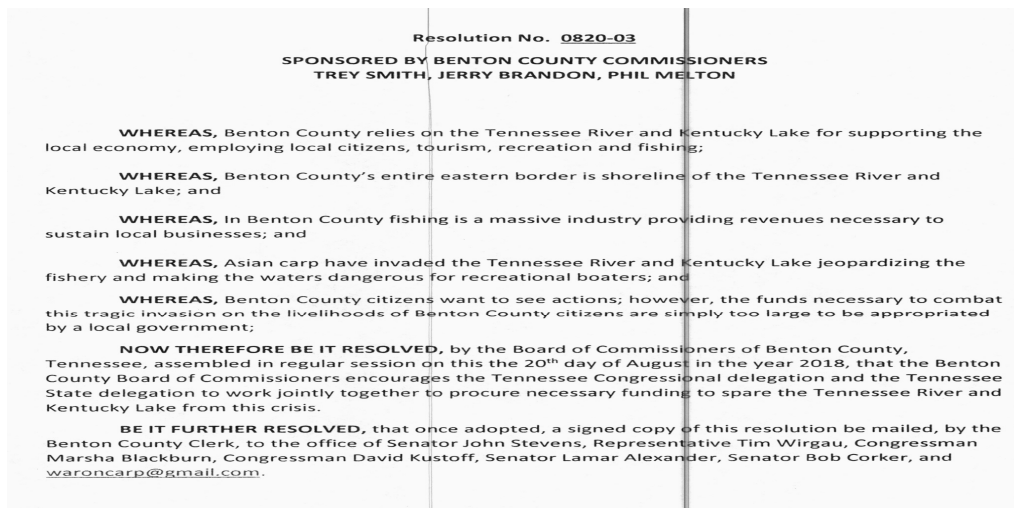 Resolution No. 0820-03
SPONSORED BY BENTON COUNTY COMMISSIONERS
TREY SMITH, JERRY BRANDON, PHIL MELTON
WHEREAS, Benton County relies on the Tennessee River and Kentucky Lake for supporting the
local economy, employing local citizens, tourism, recreation and fishing;
WHEREAS, Benton County's entire eastern border is shoreline of the Tennessee River and
Kentucky Lake; and
WHEREAS, In Benton County fishing is a massive industry providing revenues necessary to
sustain local businesses; and
WHEREAS, Asian carp have invaded the Tennessee River and Kentucky Lake jeopardizing the
fishery and making the waters dangerous for recreational boaters; and
WHEREAS, Benton County citizens want to see actions; however, the funds necessary to combat
this tragic invasion on the livelihoods of Benton County citizens are simply too large to be appropriated
by a local government;
NOW THEREFORE BE IT RESOLVED, by the Board of Commissioners of Benton County,
Tennessee, assembled in regular session on this the 20th day of August in the year 2018, that the Benton
County Board of Commissioners encourages the Tennessee Congressional delegation and the Tennessee
State delegation to work jointly together to procure necessary funding to spare the Tennessee River and
Kentucky Lake from this crisis.
BE IT FURTHER RESOLVED, that once adopted, a signed copy of this resolution be mailed, by the
Benton County Clerk, to the office of Senator John Stevens, Representative Tim Wirgau, Congressman
Marsha Blackburn, Congressman David Kustoff, Senator Lamar Alexander, Senator Bob Corker, and
waroncarp@gmail.com.